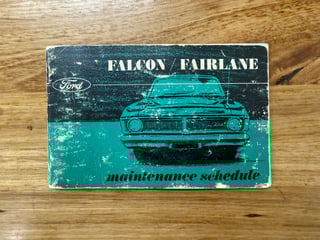 FALCON / FAIRLANE
Ford
maintenance schedule